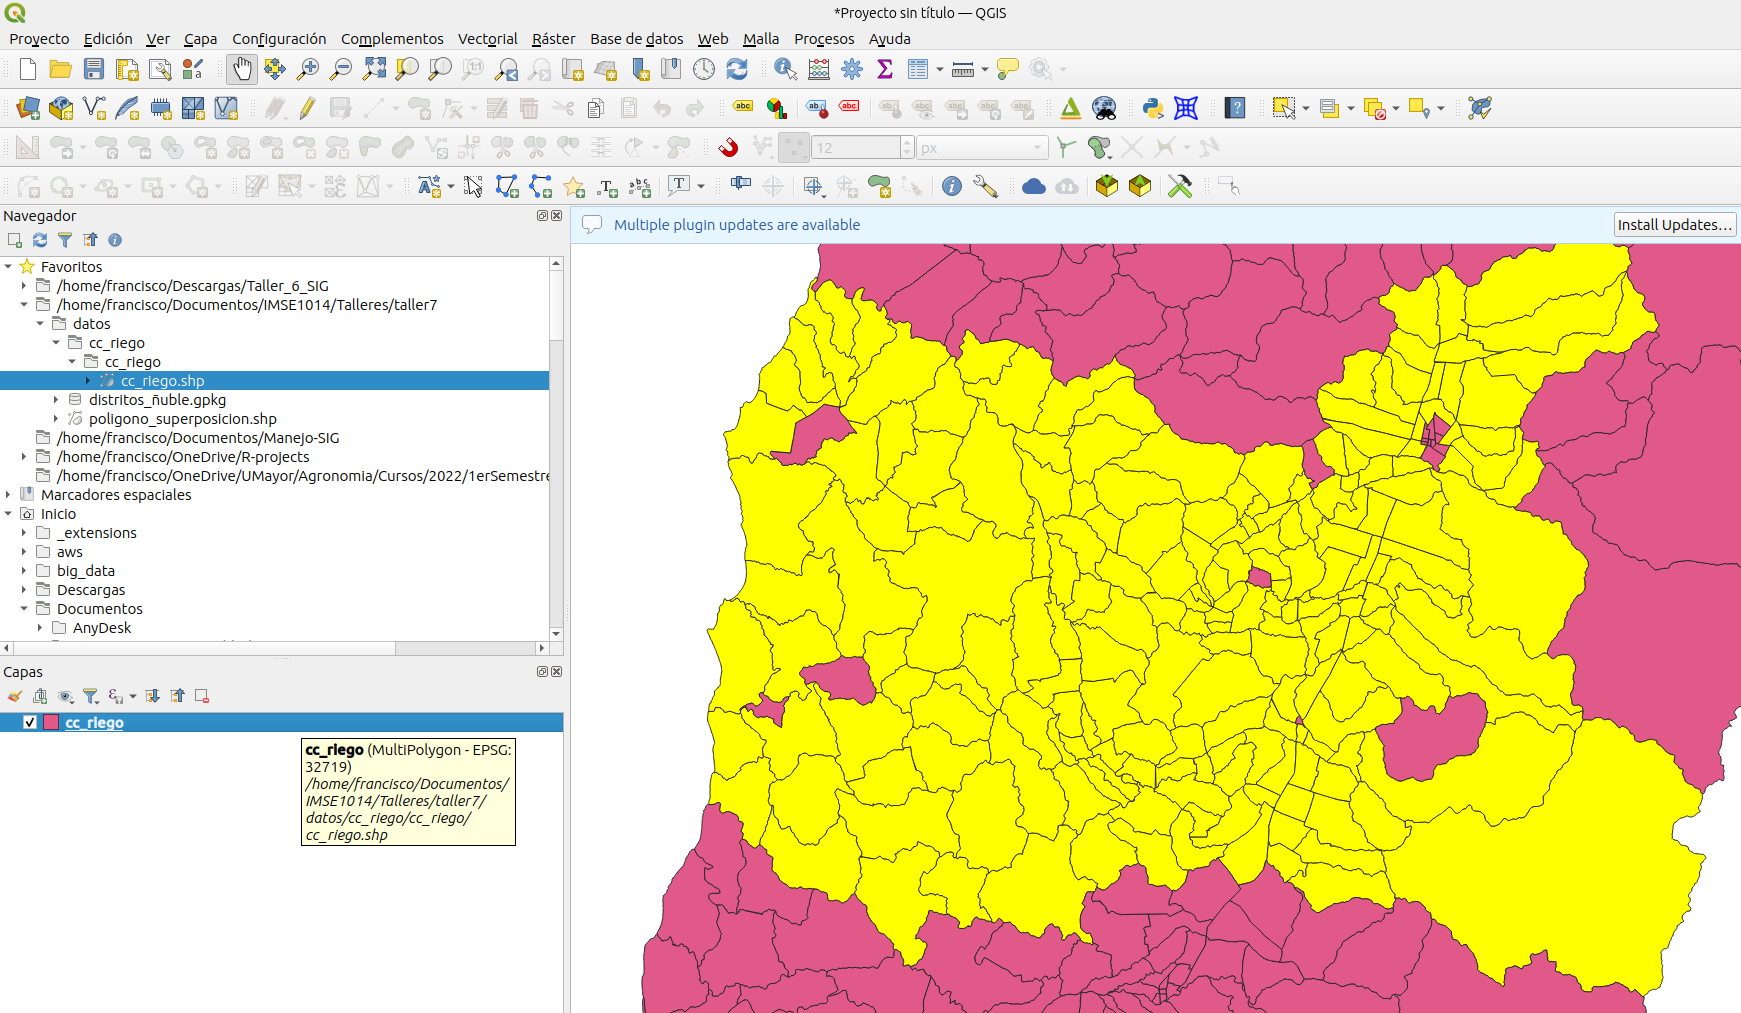 *Proyecto sin título — QGIS
Proyecto Edición Ver Capa Configuración Complementos Vectorial Ráster Base de datos Web Malla Procesos Ayuda
12 px
Navegador
Multiple plugin updates are available
Install Updates…
Favoritos
/home/francisco/Descargas/Taller_6_SIG
/home/francisco/Documentos/IMSE1014/Talleres/taller7
datos
cc_riego
cc_riego
cc_riego.shp
distritos_ñuble.gpkg
poligono_superposicion.shp
/home/francisco/Documentos/Manejo-SIG
/home/francisco/OneDrive/R-projects
/home/francisco/OneDrive/UMayor/Agronomia/Cursos/2022/1erSemestre
Marcadores espaciales
Inicio
_extensions
aws
big_data
Descargas
Documentos
AnyDesk
Capas
cc_riego
cc_riego (MultiPolygon - EPSG:
32719)
/home/francisco/Documentos/
IMSE1014/Talleres/taller7/
datos/cc_riego/cc_riego/
cc_riego.shp